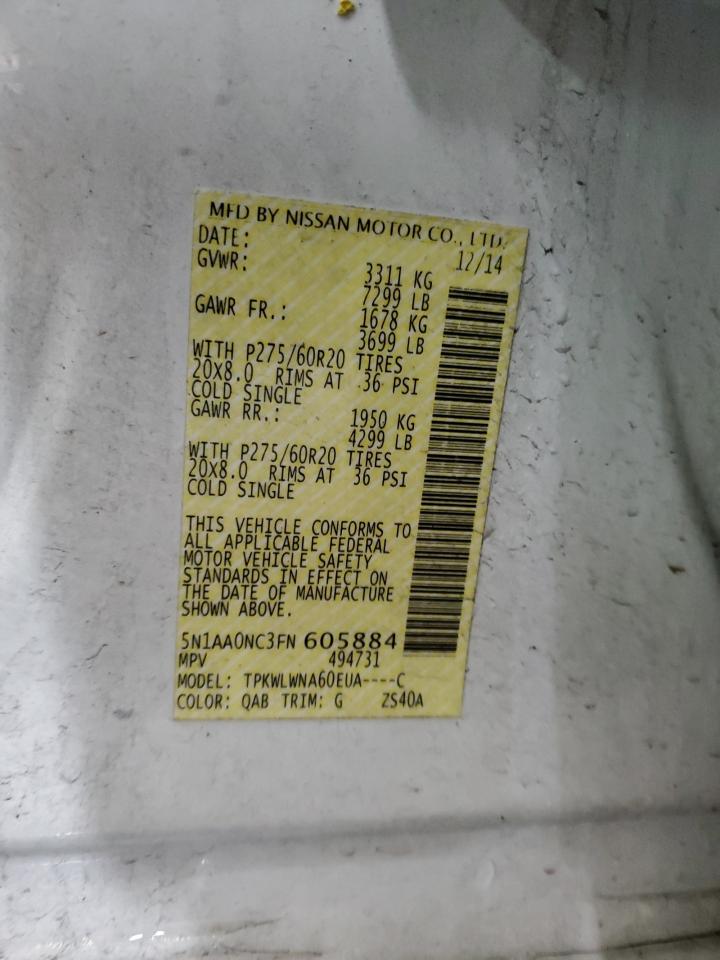 MFD BY NISSAN MOTOR CO., LTD.
DATE: 12/14
GVWR: 3311 KG
7299 LB
GAWR FR.: 1678 KG
3699 LB
WITH P275/60R20 TIRES
20X8.0 RIMS AT 36 PSI
COLD SINGLE
GAWR RR.: 1950 KG
4299 LB
WITH P275/60R20 TIRES
20X8.0 RIMS AT 36 PSI
COLD SINGLE
THIS VEHICLE CONFORMS TO
ALL APPLICABLE FEDERAL
MOTOR VEHICLE SAFETY
STANDARDS IN EFFECT ON
THE DATE OF MANUFACTURE
SHOWN ABOVE.
5N1AA0NC3FN 605884
MPV 494731
MODEL: TPKWLWNA60EUA----C
COLOR: QAB TRIM: G ZS40A